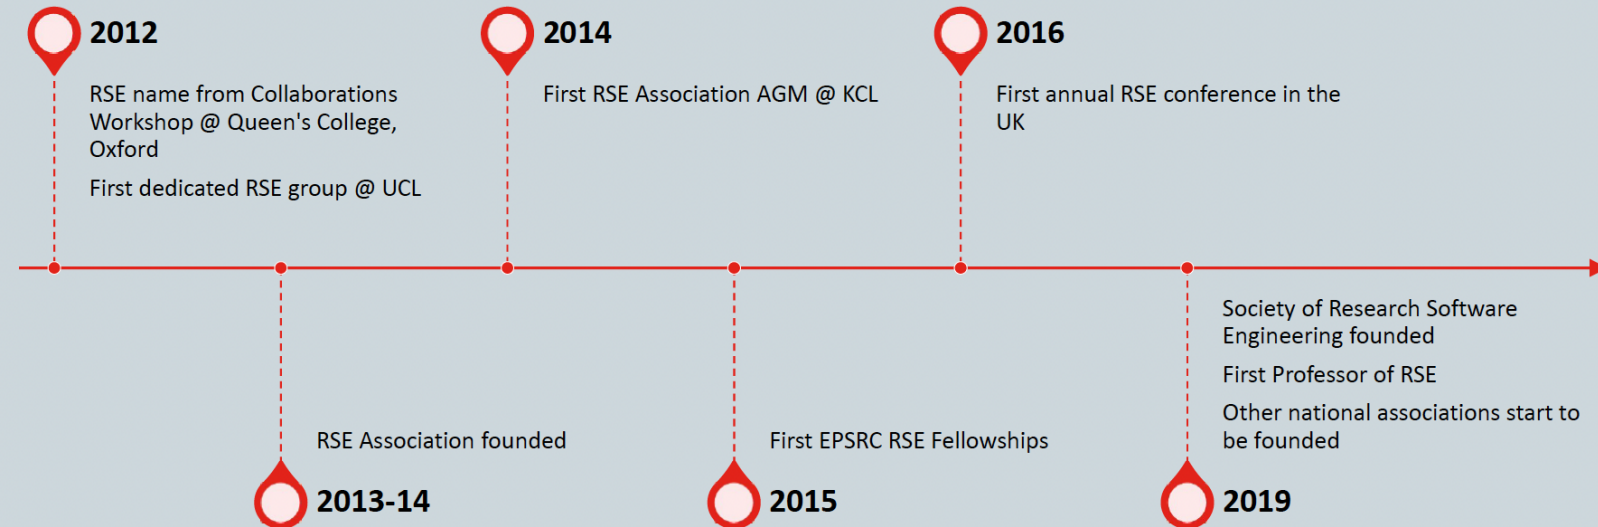 2012
RSE name from Collaborations
Workshop @ Queen's College,
Oxford
First dedicated RSE group @ UCL
RSE Association founded
2013-14
2014
First RSE Association AGM @ KCL
First EPSRC RSE Fellowships
2015
2016
First annual RSE conference in the
UK
Society of Research Software
Engineering founded
First Professor of RSE
Other national associations start to
be founded
2019